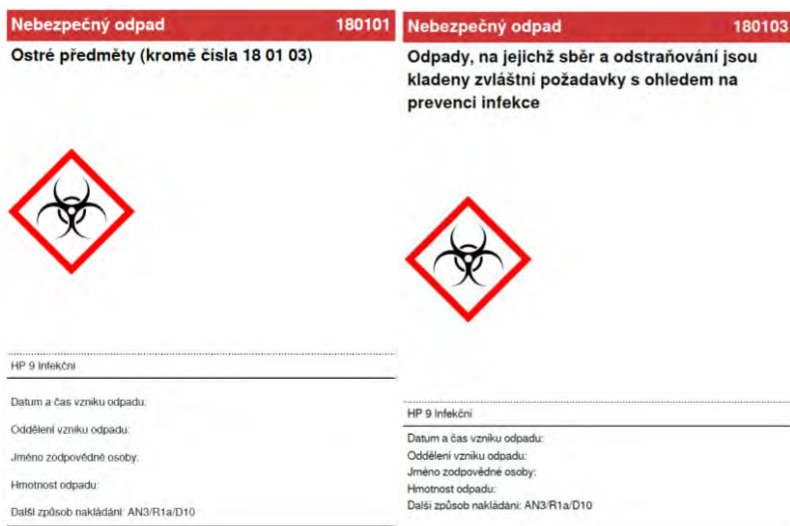 Nebezpečný odpad 180101
Ostré předměty (kromě čísla 18 01 03)
HP 9 Infekční
Datum a čas vzniku odpadu:
Oddělení vzniku odpadu:
Jméno zodpovědné osoby:
Hmotnost odpadu:
Další způsob nakládání: AN3/R1a/D10
Nebezpečný odpad 180103
Odpady, na jejichž sběr a odstraňování jsou
kladeny zvláštní požadavky s ohledem na
prevenci infekce
HP 9 Infekční
Datum a čas vzniku odpadu:
Oddělení vzniku odpadu:
Jméno zodpovědné osoby:
Hmotnost odpadu:
Další způsob nakládání: AN3/R1a/D10